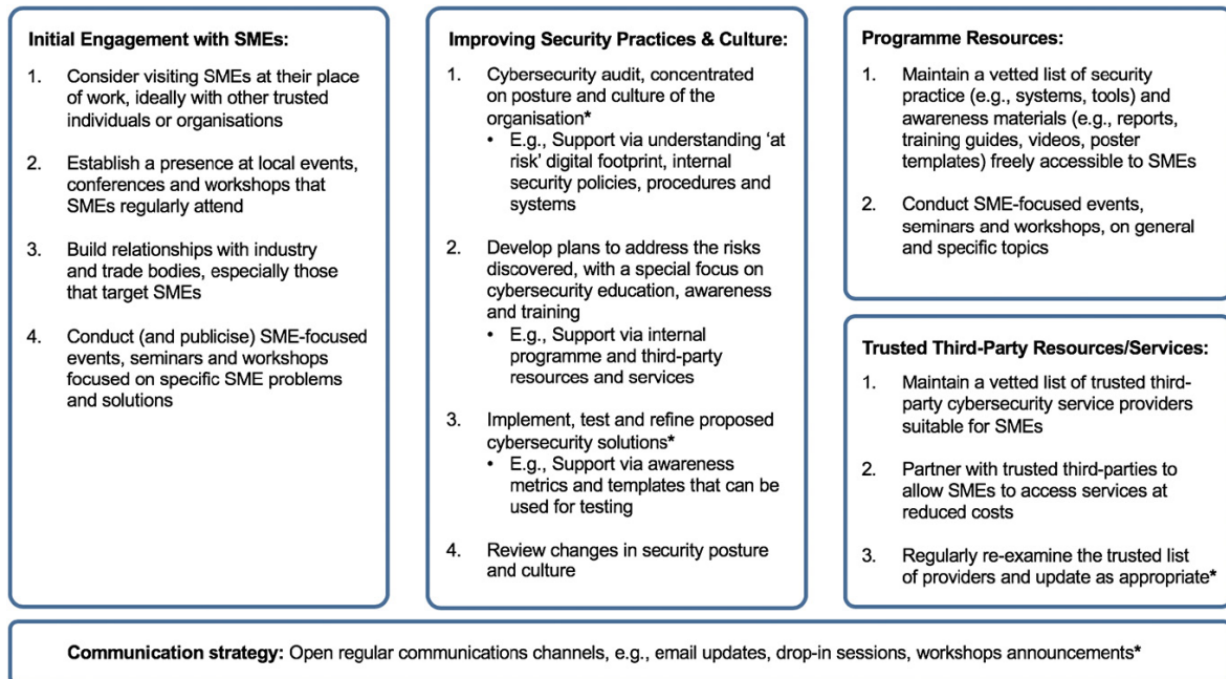 Initial Engagement with SMEs:
1. Consider visiting SMEs at their place
of work, ideally with other trusted
individuals or organisations
2. Establish a presence at local events,
conferences and workshops that
SMEs regularly attend
3. Build relationships with industry
and trade bodies, especially those
that target SMEs
4. Conduct (and publicise) SME-focused
events, seminars and workshops
focused on specific SME problems
and solutions
Improving Security Practices & Culture:
1. Cybersecurity audit, concentrated
on posture and culture of the
organisation*
• E.g., Support via understanding ‘at
risk’ digital footprint, internal
security policies, procedures and
systems
2. Develop plans to address the risks
discovered, with a special focus on
cybersecurity education, awareness
and training
• E.g., Support via internal
programme and third-party
resources and services
3. Implement, test and refine proposed
cybersecurity solutions*
• E.g., Support via awareness
metrics and templates that can be
used for testing
4. Review changes in security posture
and culture
Programme Resources:
1. Maintain a vetted list of security
practice (e.g., systems, tools) and
awareness materials (e.g., reports,
training guides, videos, poster
templates) freely accessible to SMEs
2. Conduct SME-focused events,
seminars and workshops, on general
and specific topics
Trusted Third-Party Resources/Services:
1. Maintain a vetted list of trusted third-
party cybersecurity service providers
suitable for SMEs
2. Partner with trusted third-parties to
allow SMEs to access services at
reduced costs
3. Regularly re-examine the trusted list
of providers and update as appropriate*
Communication strategy: Open regular communications channels, e.g., email updates, drop-in sessions, workshops announcements*